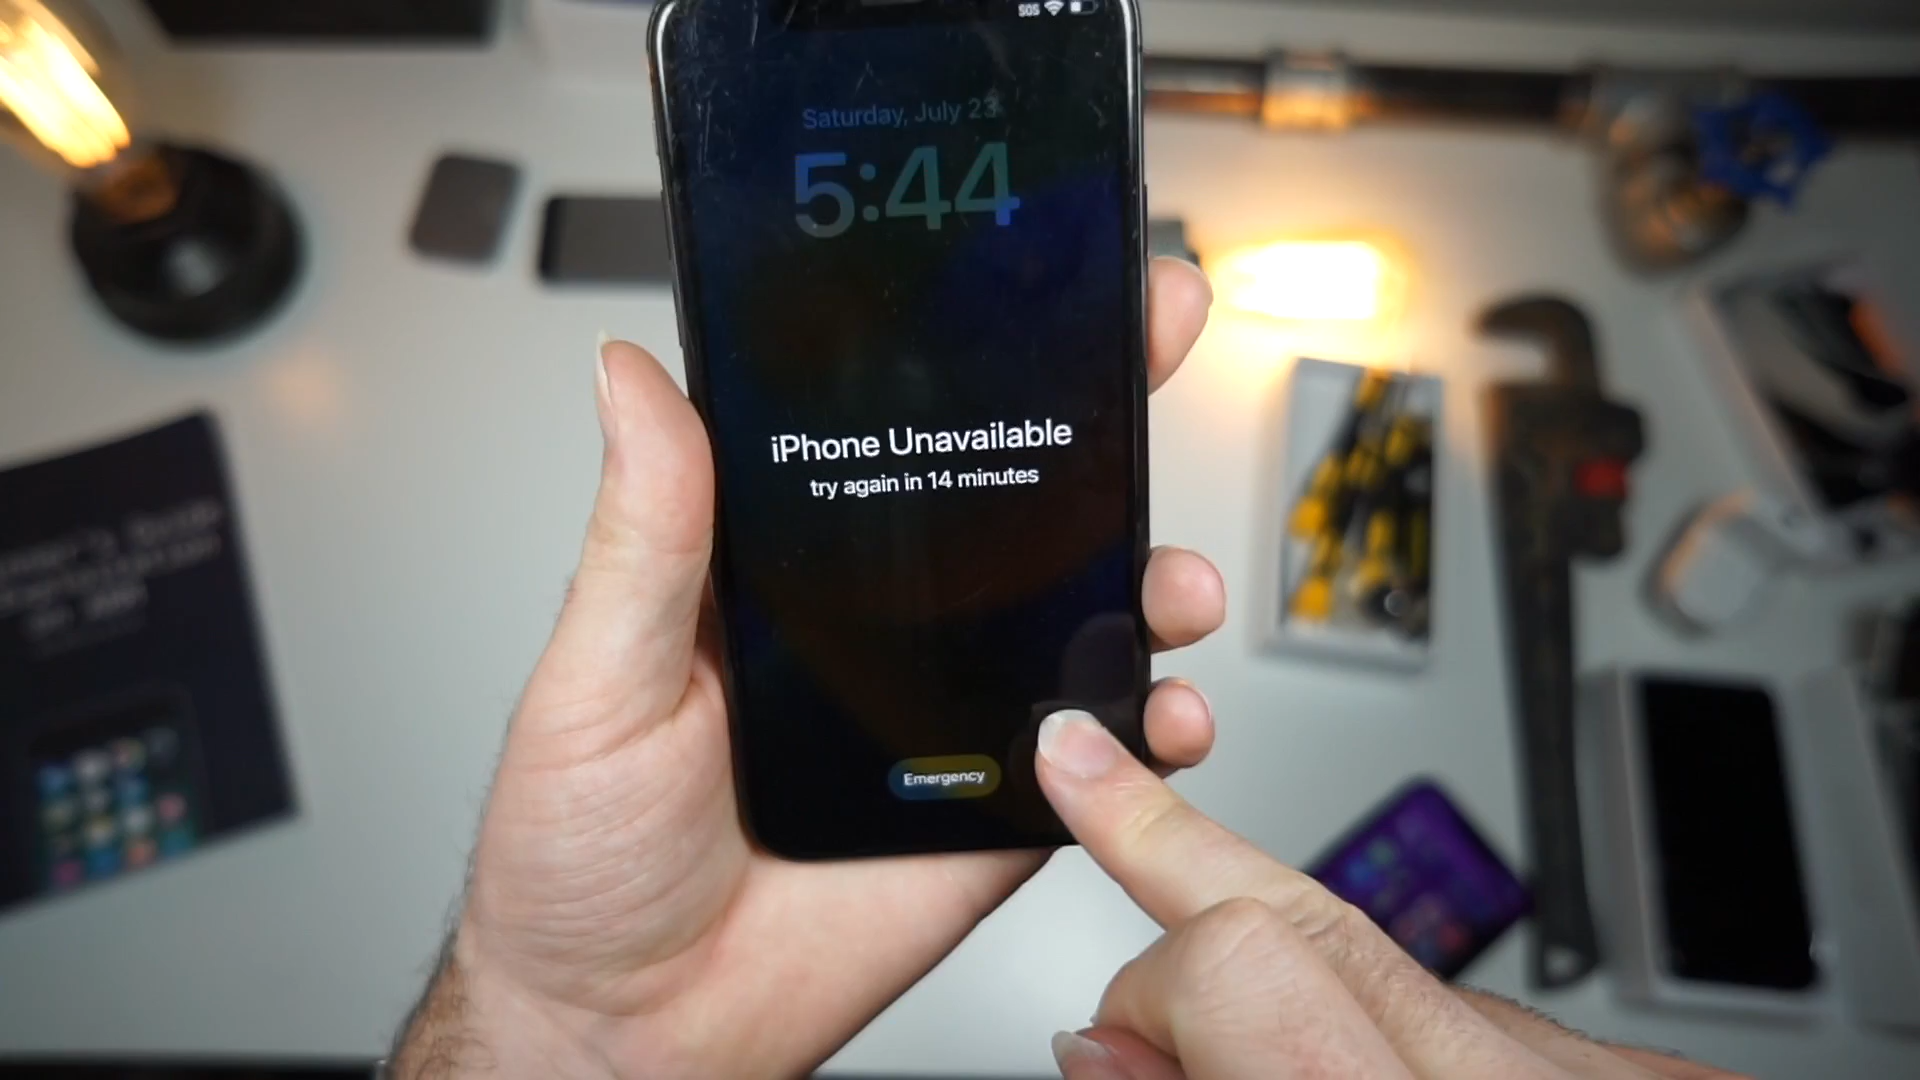 SOS
Saturday, July 23
5:44
iPhone Unavailable
try again in 14 minutes
Emergency